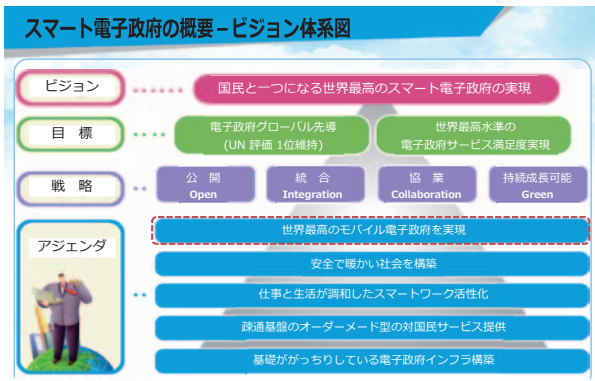 スマート電子政府の概要－ビジョン体系図
ビジョン
国民と一つになる世界最高のスマート電子政府の実現
目 標
電子政府グローバル先導
(UN 評価 1位維持)
世界最高水準の
電子政府サービス満足度実現
戦 略
公 開
Open
統 合
Integration
協 業
Collaboration
持続成長可能
Green
アジェンダ
世界最高のモバイル電子政府を実現
安全で暖かい社会を構築
仕事と生活が調和したスマートワーク活性化
疎通基盤のオーダーメード型の対国民サービス提供
基礎ががっちりしている電子政府インフラ構築